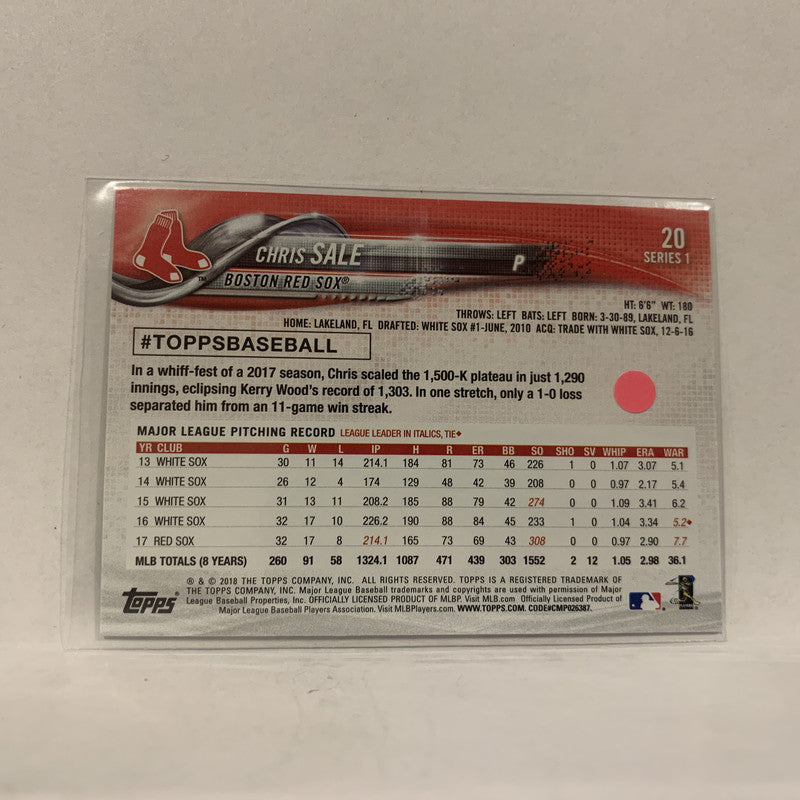 20
SERIES 1
CHRIS SALE
P
BOSTON RED SOX®
TM
HT: 6'6" WT: 180
THROWS: LEFT BATS: LEFT BORN: 3-30-89, LAKELAND, FL
HOME: LAKELAND, FL DRAFTED: WHITE SOX #1-JUNE, 2010 ACQ: TRADE WITH WHITE SOX, 12-6-16
#TOPPSBASEBALL
In a whiff-fest of a 2017 season, Chris scaled the 1,500-K plateau in just 1,290
innings, eclipsing Kerry Wood's record of 1,303. In one stretch, only a 1-0 loss
separated him from an 11-game win streak.
MAJOR LEAGUE PITCHING RECORD LEAGUE LEADER IN ITALICS, TIE♦
YR CLUB G W L IP H R ER BB SO SHO SV WHIP ERA WAR
13 WHITE SOX 30 11 14 214.1 184 81 73 46 226 1 0 1.07 3.07 5.1
14 WHITE SOX 26 12 4 174 129 48 42 39 208 0 0 0.97 2.17 5.4
15 WHITE SOX 31 13 11 208.2 185 88 79 42 274 0 0 1.09 3.41 6.2
16 WHITE SOX 32 17 10 226.2 190 88 84 45 233 1 0 1.04 3.34 5.2♦
17 RED SOX 32 17 8 214.1 165 73 69 43 308 0 0 0.97 2.90 7.7
MLB TOTALS (8 YEARS) 260 91 58 1324.1 1087 471 439 303 1552 2 12 1.05 2.98 36.1
® & © 2018 THE TOPPS COMPANY, INC. ALL RIGHTS RESERVED. TOPPS IS A REGISTERED TRADEMARK OF
THE TOPPS COMPANY, INC. Major League Baseball trademarks and copyrights are used with permission of Major
League Baseball Properties, Inc. OFFICIALLY LICENSED PRODUCT OF MLBP. Visit MLB.com Officially Licensed Product of
Major League Baseball Players Association. Visit MLBPlayers.com. WWW.TOPPS.COM. CODE#CMP026387.
Topps®